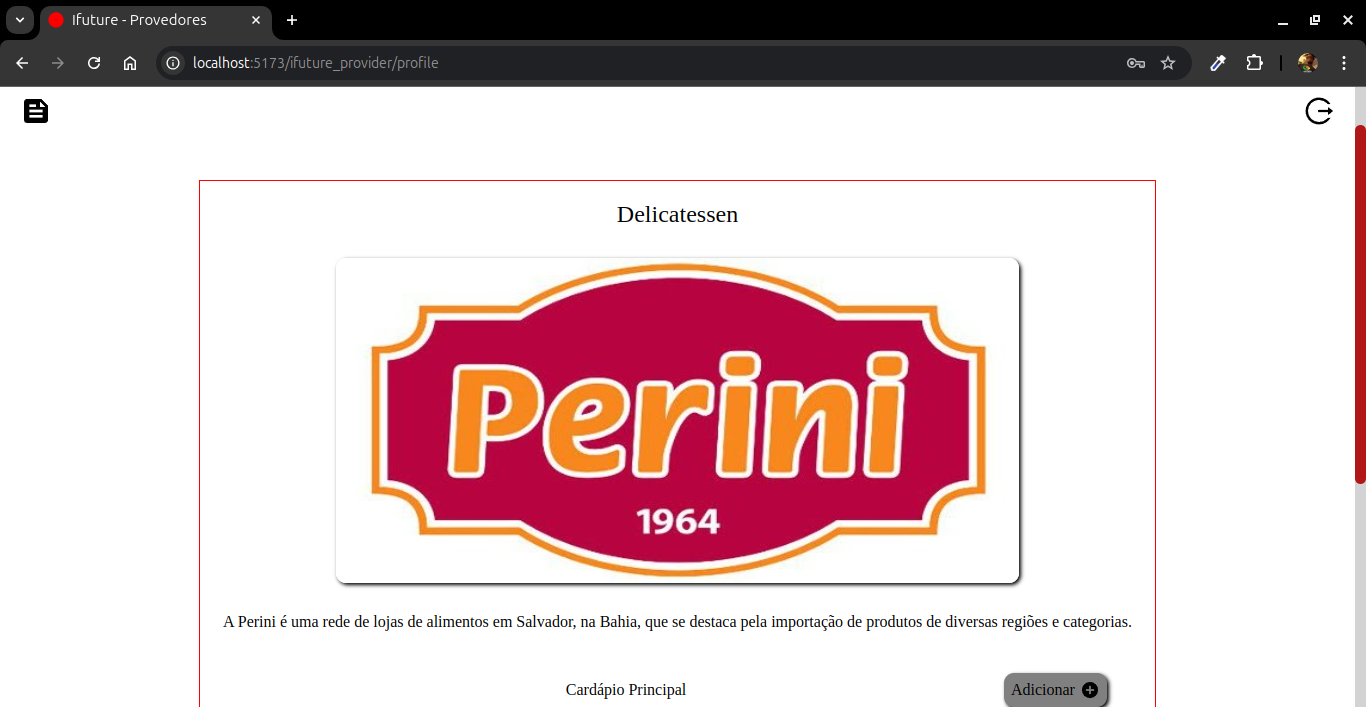 Ifuture - Provedores
localhost:5173/ifuture_provider/profile
Delicatessen
Perini
1964
A Perini é uma rede de lojas de alimentos em Salvador, na Bahia, que se destaca pela importação de produtos de diversas regiões e categorias.
Cardápio Principal
Adicionar